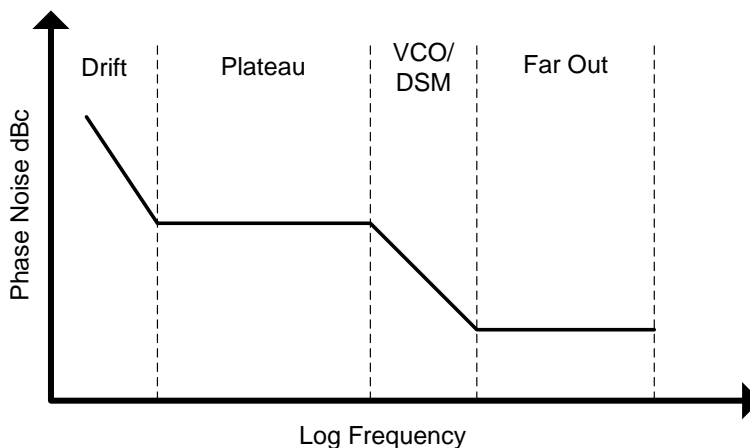 Drift
Plateau
VCO/
DSM
Far Out
Phase Noise dBc
Log Frequency